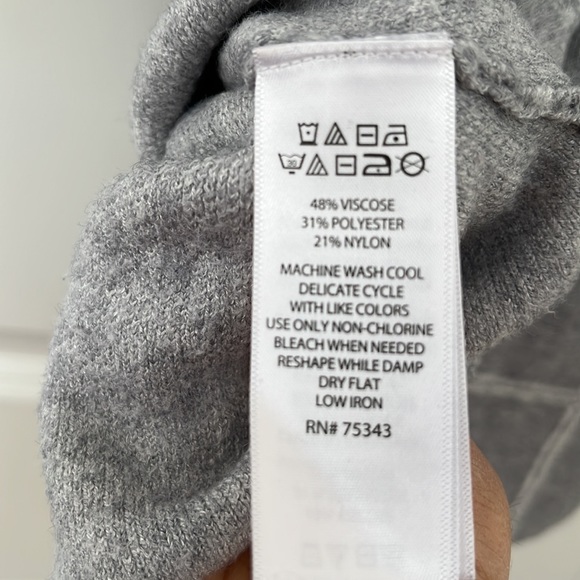 48% VISCOSE
31% POLYESTER
21% NYLON
MACHINE WASH COOL
DELICATE CYCLE
WITH LIKE COLORS
USE ONLY NON-CHLORINE
BLEACH WHEN NEEDED
RESHAPE WHILE DAMP
DRY FLAT
LOW IRON
RN# 75343